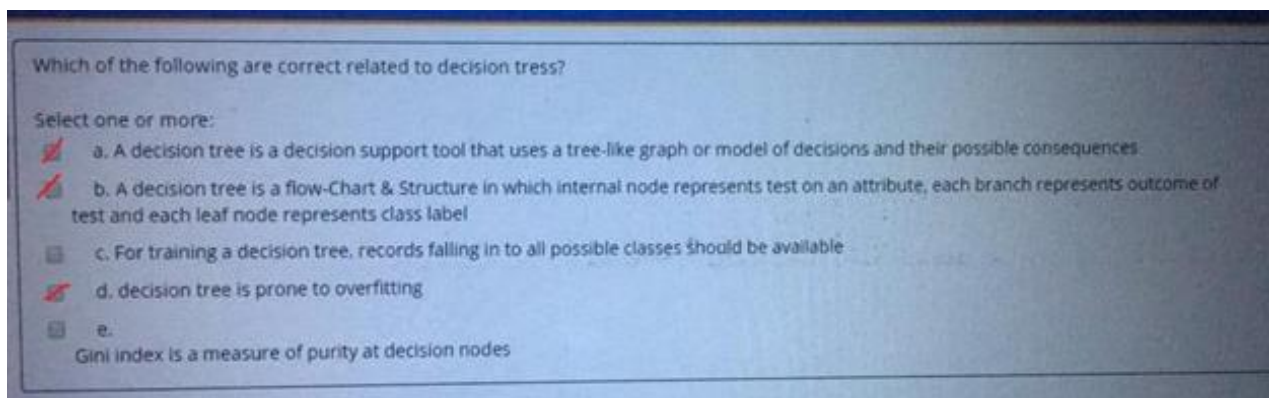 Which of the following are correct related to decision tress?
Select one or more:
a. A decision tree is a decision support tool that uses a tree-like graph or model of decisions and their possible consequences
b. A decision tree is a flow-Chart & Structure in which internal node represents test on an attribute, each branch represents outcome of
test and each leaf node represents class label
c. For training a decision tree, records falling in to all possible classes should be available
d. decision tree is prone to overfitting
e.
Gini index is a measure of purity at decision nodes